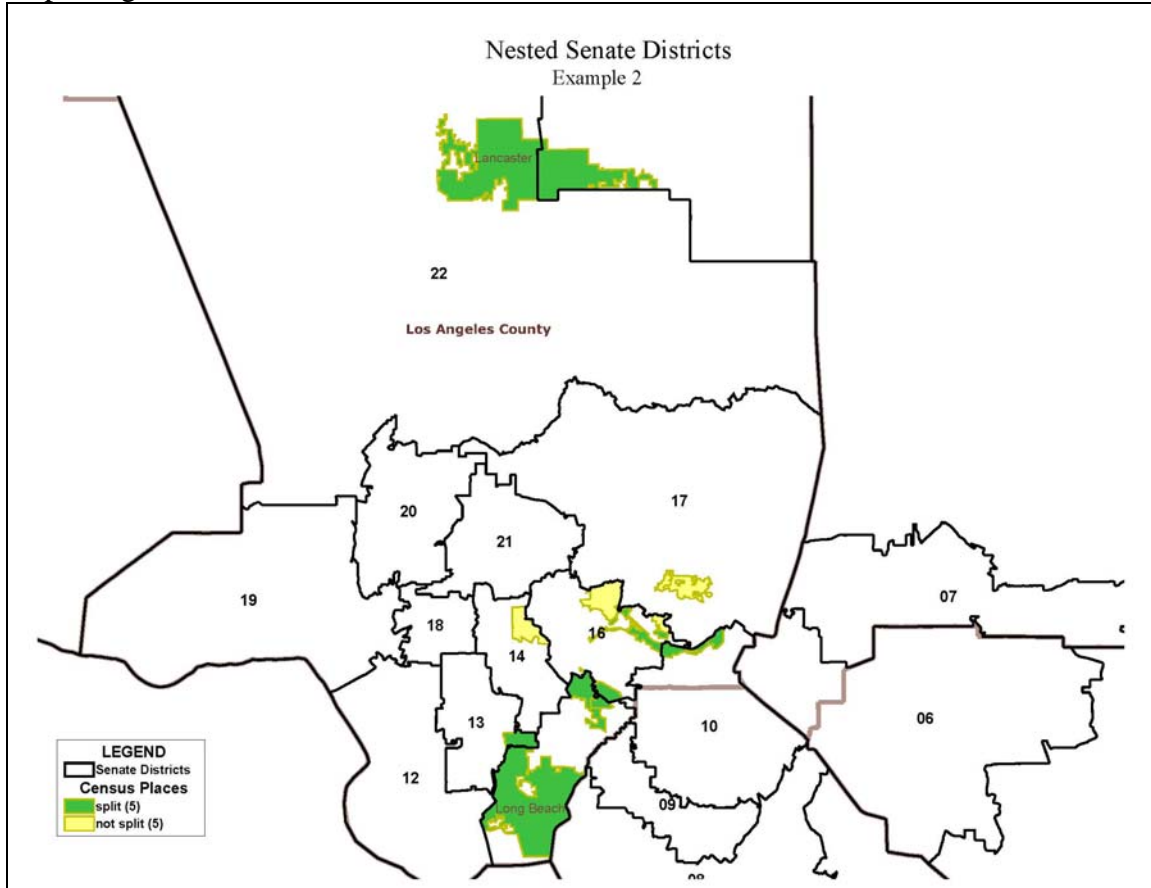 Nested Senate Districts
Example 2
Lancaster
22
Los Angeles County
17
20
21
07
19
18
16
14
06
13
10
12
09
Long Beach
08
LEGEND
Senate Districts
Census Places
split (5)
not split (5)